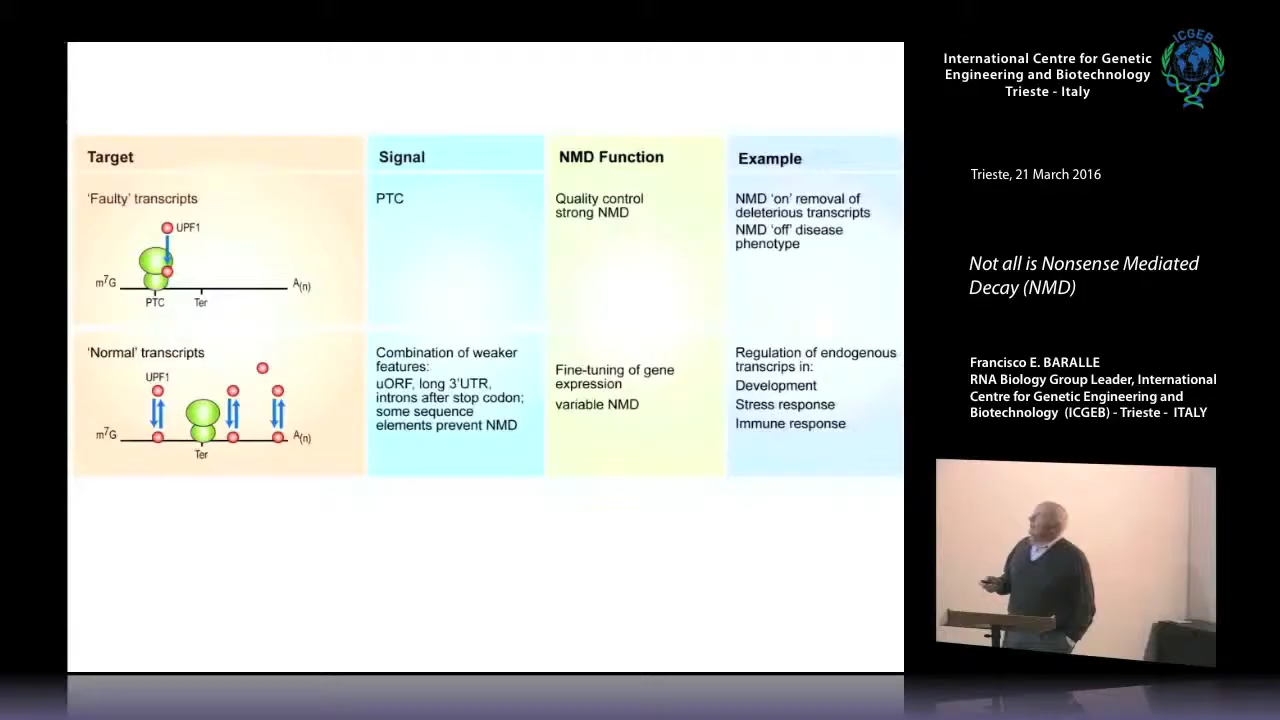 Target
Signal
NMD Function
Example
'Faulty' transcripts
UPF1
m7G
A(n)
PTC
Ter
PTC
Quality control
strong NMD
NMD 'on' removal of
deleterious transcripts
NMD 'off' disease
phenotype
'Normal' transcripts
UPF1
m7G
A(n)
Ter
Combination of weaker
features:
uORF, long 3'UTR,
introns after stop codon;
some sequence
elements prevent NMD
Fine-tuning of gene
expression
variable NMD
Regulation of endogenous
transcrips in:
Development
Stress response
Immune response
International Centre for Genetic
Engineering and Biotechnology
Trieste - Italy
ICGEB
Trieste, 21 March 2016
Not all is Nonsense Mediated
Decay (NMD)
Francisco E. BARALLE
RNA Biology Group Leader, International
Centre for Genetic Engineering and
Biotechnology (ICGEB) - Trieste - ITALY